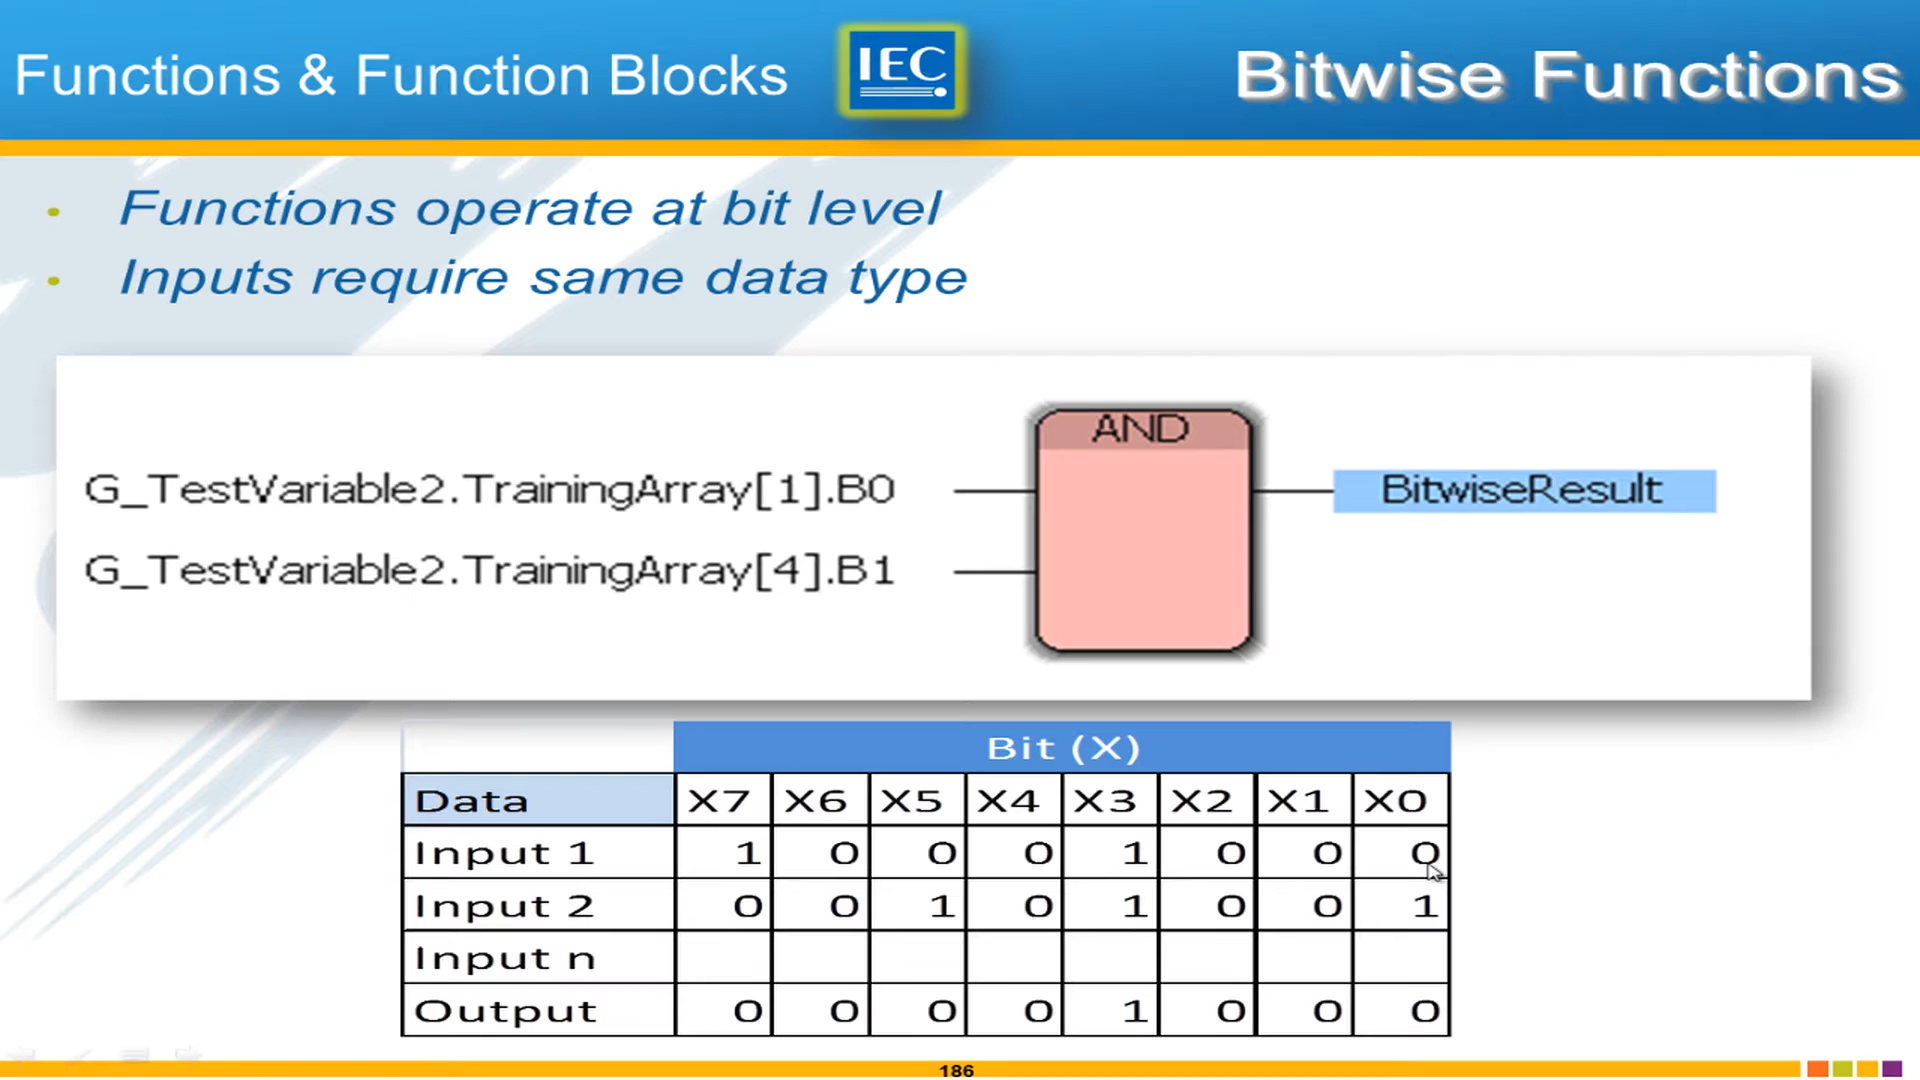 Functions & Function Blocks
IEC
Bitwise Functions
• Functions operate at bit level
• Inputs require same data type
AND
G_TestVariable2.TrainingArray[1].B0
BitwiseResult
G_TestVariable2.TrainingArray[4].B1
Bit (X)
Data X7 X6 X5 X4 X3 X2 X1 X0
Input 1 1 0 0 0 1 0 0 0
Input 2 0 0 1 0 1 0 0 1
Input n
Output 0 0 0 0 1 0 0 0
186